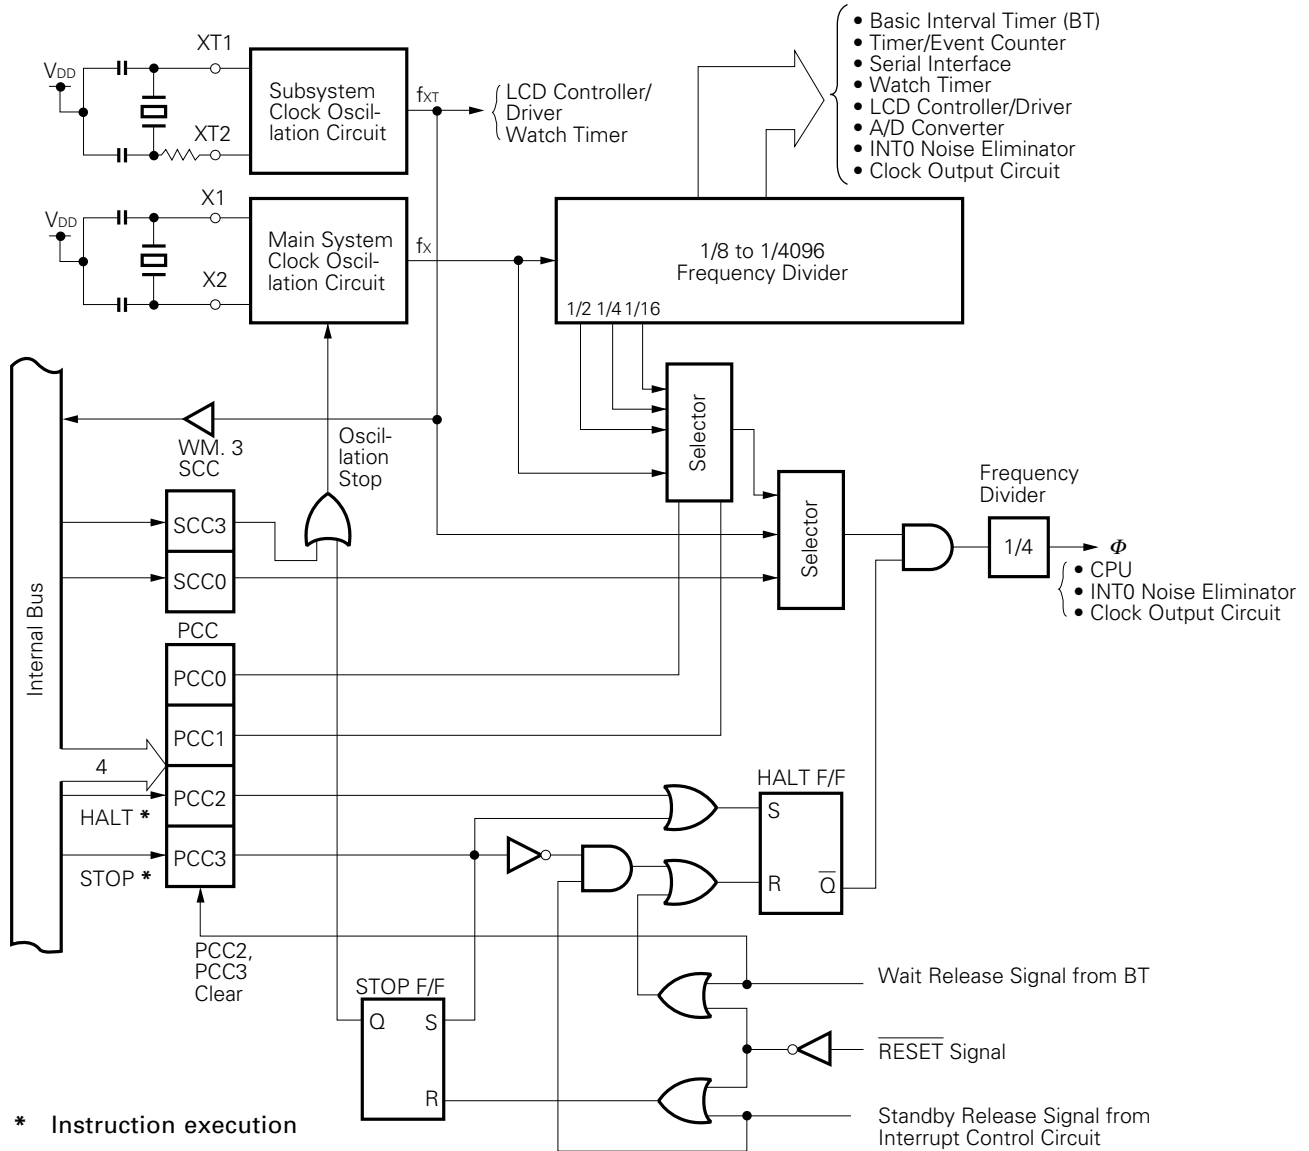 • Basic Interval Timer (BT)
• Timer/Event Counter
• Serial Interface
• Watch Timer
• LCD Controller/Driver
• A/D Converter
• INT0 Noise Eliminator
• Clock Output Circuit
XT1
VDD
XT2
Subsystem
Clock Oscil-
lation Circuit
fXT
LCD Controller/
Driver
Watch Timer
X1
VDD
X2
Main System
Clock Oscil-
lation Circuit
fX
1/8 to 1/4096
Frequency Divider
1/2 1/4 1/16
Selector
Oscil-
lation
Stop
WM. 3
SCC
SCC3
SCC0
Selector
Frequency
Divider
1/4
Φ
• CPU
• INT0 Noise Eliminator
• Clock Output Circuit
Internal Bus
PCC
PCC0
PCC1
4
PCC2
HALT *
PCC3
STOP *
HALT F/F
S
R
Q̅
PCC2,
PCC3
Clear
STOP F/F
Q S
R
Wait Release Signal from BT
R̅E̅S̅E̅T̅ Signal
Standby Release Signal from
Interrupt Control Circuit
* Instruction execution